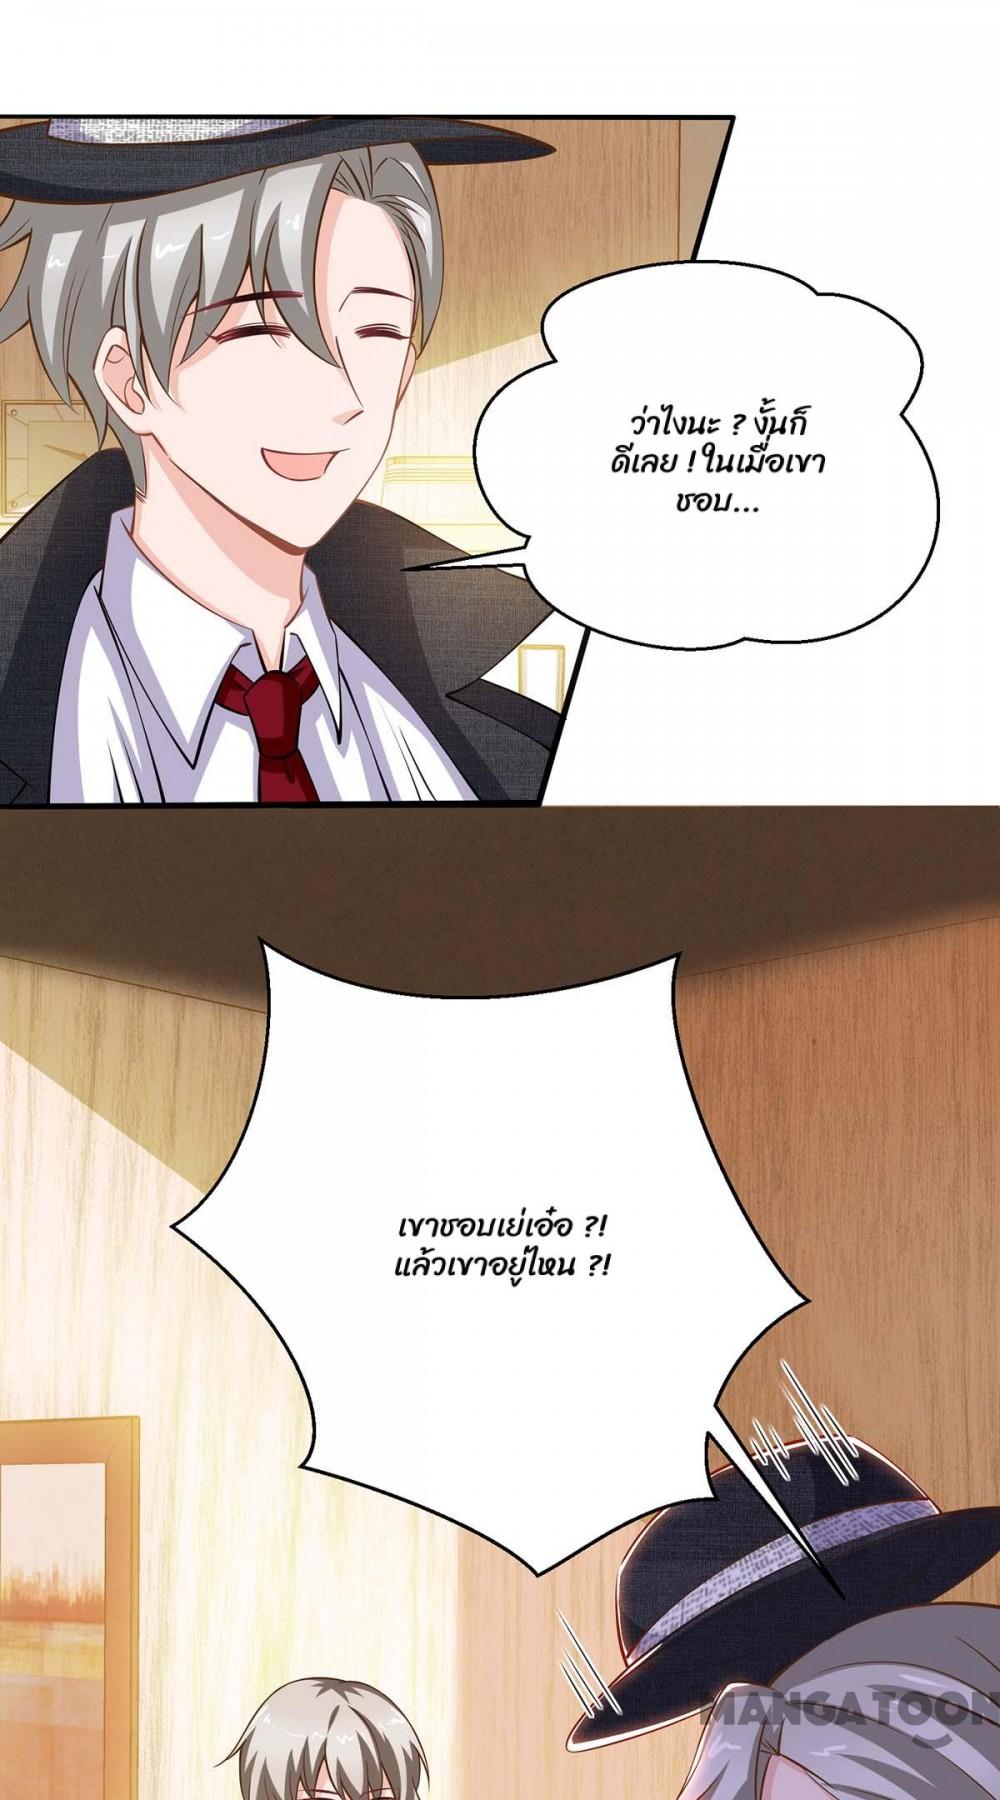 ว่าไงนะ ? งั้นก็
ดีเลย ! ในเมื่อเขา
ชอบ...
เขาชอบเย่เอ๋อ ?!
แล้วเขาอยู่ไหน ?!
MANGATOON